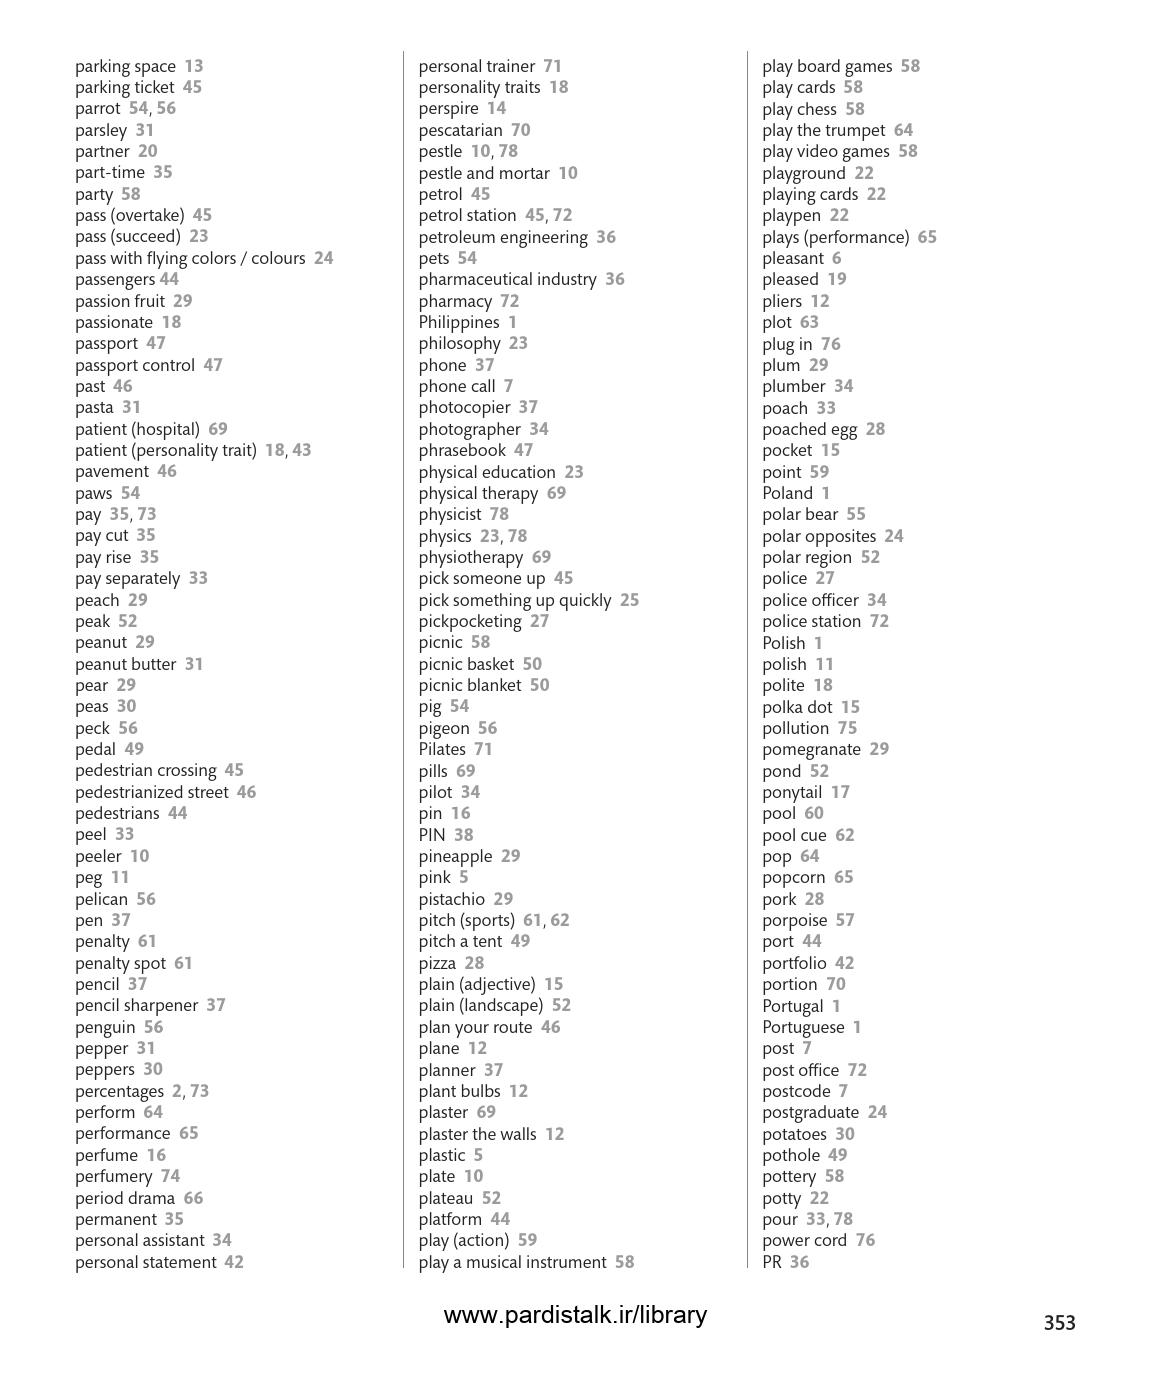 parking space 13
parking ticket 45
parrot 54, 56
parsley 31
partner 20
part-time 35
party 58
pass (overtake) 45
pass (succeed) 23
pass with flying colors / colours 24
passengers 44
passion fruit 29
passionate 18
passport 47
passport control 47
past 46
pasta 31
patient (hospital) 69
patient (personality trait) 18, 43
pavement 46
paws 54
pay 35, 73
pay cut 35
pay rise 35
pay separately 33
peach 29
peak 52
peanut 29
peanut butter 31
pear 29
peas 30
peck 56
pedal 49
pedestrian crossing 45
pedestrianized street 46
pedestrians 44
peel 33
peeler 10
peg 11
pelican 56
pen 37
penalty 61
penalty spot 61
pencil 37
pencil sharpener 37
penguin 56
pepper 31
peppers 30
percentages 2, 73
perform 64
performance 65
perfume 16
perfumery 74
period drama 66
permanent 35
personal assistant 34
personal statement 42
personal trainer 71
personality traits 18
perspire 14
pescatarian 70
pestle 10, 78
pestle and mortar 10
petrol 45
petrol station 45, 72
petroleum engineering 36
pets 54
pharmaceutical industry 36
pharmacy 72
Philippines 1
philosophy 23
phone 37
phone call 7
photocopier 37
photographer 34
phrasebook 47
physical education 23
physical therapy 69
physicist 78
physics 23, 78
physiotherapy 69
pick someone up 45
pick something up quickly 25
pickpocketing 27
picnic 58
picnic basket 50
picnic blanket 50
pig 54
pigeon 56
Pilates 71
pills 69
pilot 34
pin 16
PIN 38
pineapple 29
pink 5
pistachio 29
pitch (sports) 61, 62
pitch a tent 49
pizza 28
plain (adjective) 15
plain (landscape) 52
plan your route 46
plane 12
planner 37
plant bulbs 12
plaster 69
plaster the walls 12
plastic 5
plate 10
plateau 52
platform 44
play (action) 59
play a musical instrument 58
play board games 58
play cards 58
play chess 58
play the trumpet 64
play video games 58
playground 22
playing cards 22
playpen 22
plays (performance) 65
pleasant 6
pleased 19
pliers 12
plot 63
plug in 76
plum 29
plumber 34
poach 33
poached egg 28
pocket 15
point 59
Poland 1
polar bear 55
polar opposites 24
polar region 52
police 27
police officer 34
police station 72
Polish 1
polish 11
polite 18
polka dot 15
pollution 75
pomegranate 29
pond 52
ponytail 17
pool 60
pool cue 62
pop 64
popcorn 65
pork 28
porpoise 57
port 44
portfolio 42
portion 70
Portugal 1
Portuguese 1
post 7
post office 72
postcode 7
postgraduate 24
potatoes 30
pothole 49
pottery 58
potty 22
pour 33, 78
power cord 76
PR 36
www.pardistalk.ir/library
353